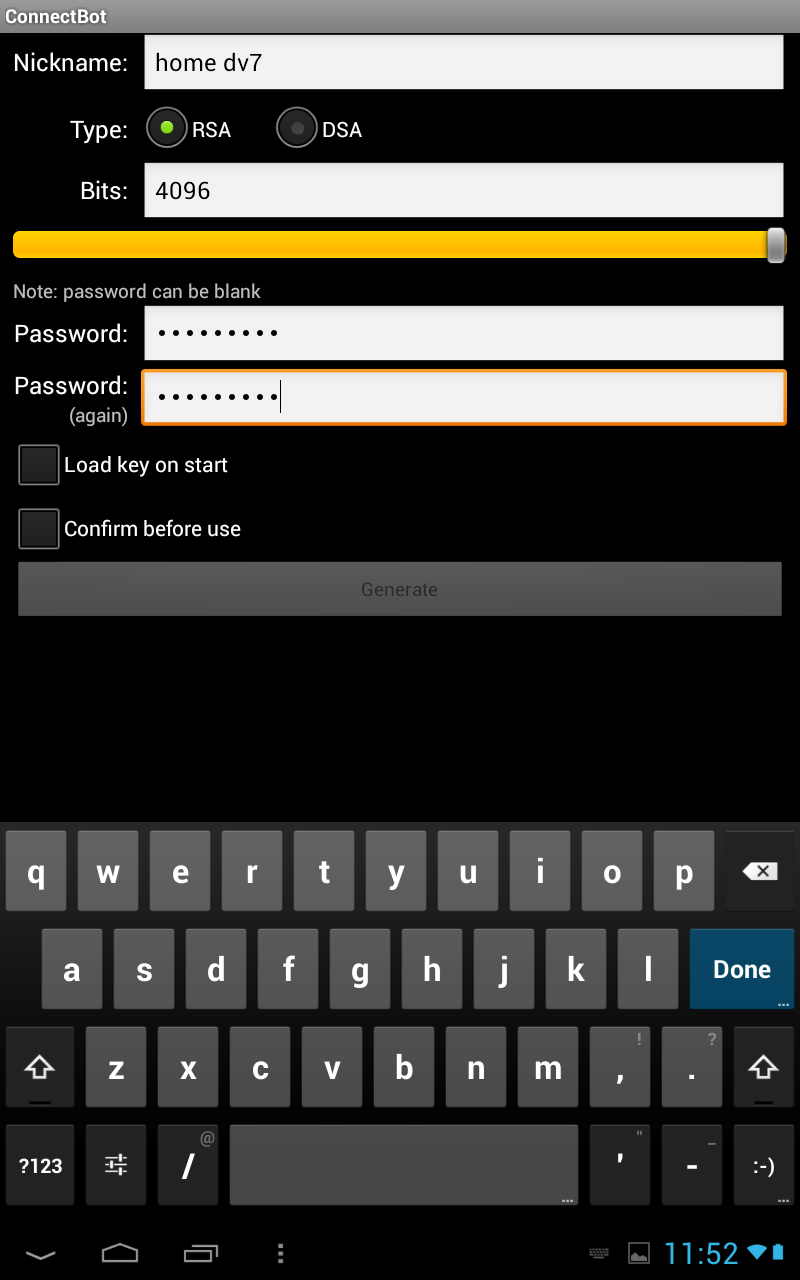 ConnectBot
Nickname: home dv7
Type: RSA DSA
Bits: 4096
Note: password can be blank
Password: •••••••••
Password: •••••••••
(again)
Load key on start
Confirm before use
Generate
q w e r t y u i o p
a s d f g h j k l Done ...
z x c v b n m , ! . ?
?123 / @ ... ' " - _ :-) ...
11:52